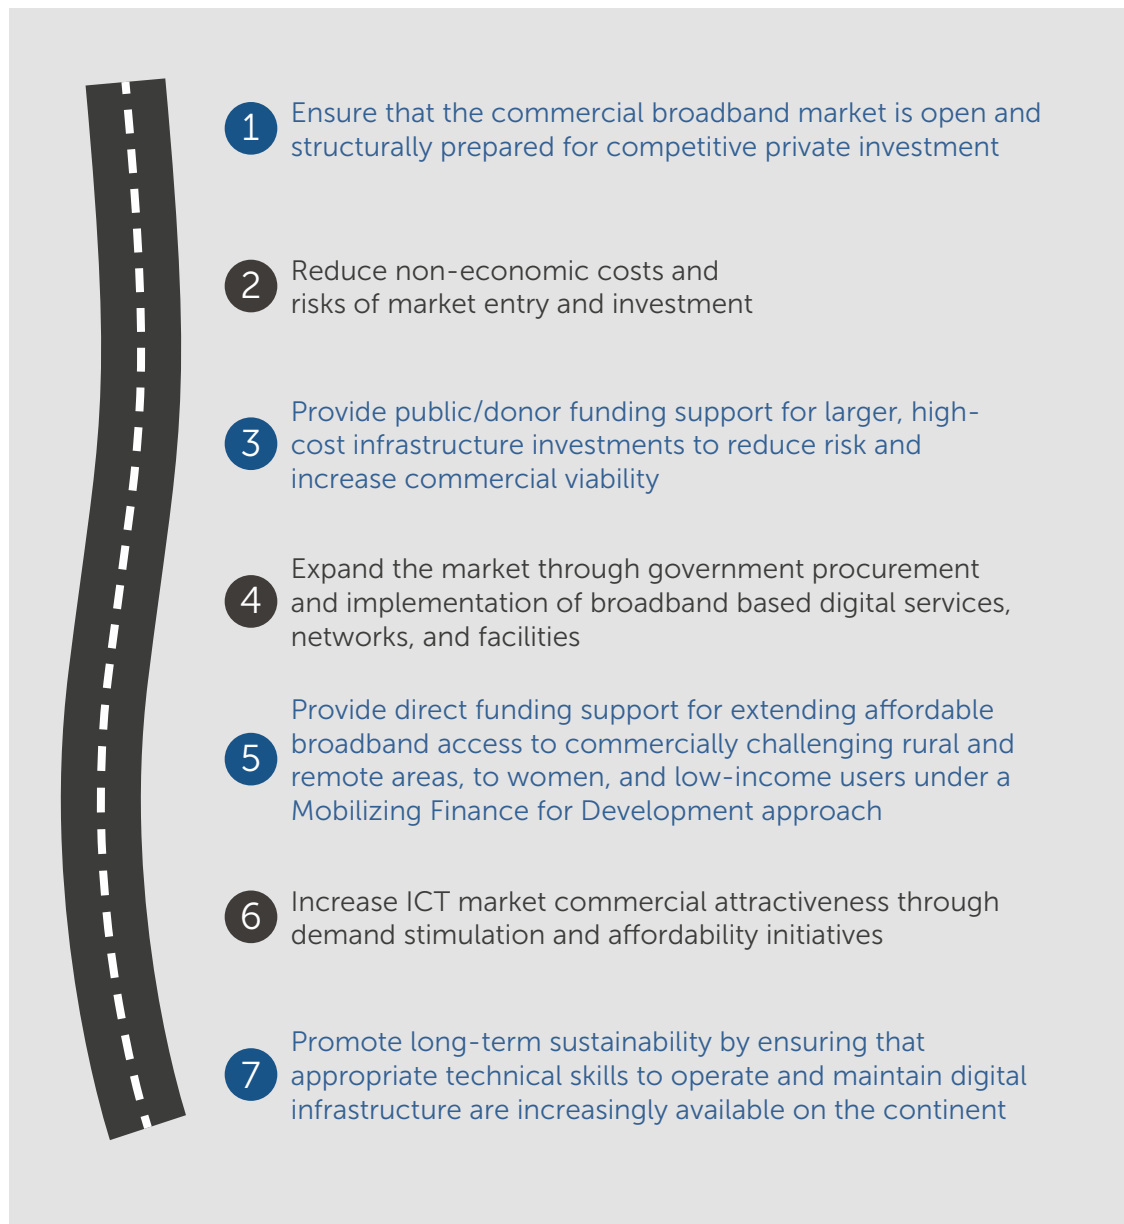 1
Ensure that the commercial broadband market is open and
structurally prepared for competitive private investment
2
Reduce non-economic costs and
risks of market entry and investment
3
Provide public/donor funding support for larger, high-
cost infrastructure investments to reduce risk and
increase commercial viability
4
Expand the market through government procurement
and implementation of broadband based digital services,
networks, and facilities
5
Provide direct funding support for extending affordable
broadband access to commercially challenging rural and
remote areas, to women, and low-income users under a
Mobilizing Finance for Development approach
6
Increase ICT market commercial attractiveness through
demand stimulation and affordability initiatives
7
Promote long-term sustainability by ensuring that
appropriate technical skills to operate and maintain digital
infrastructure are increasingly available on the continent